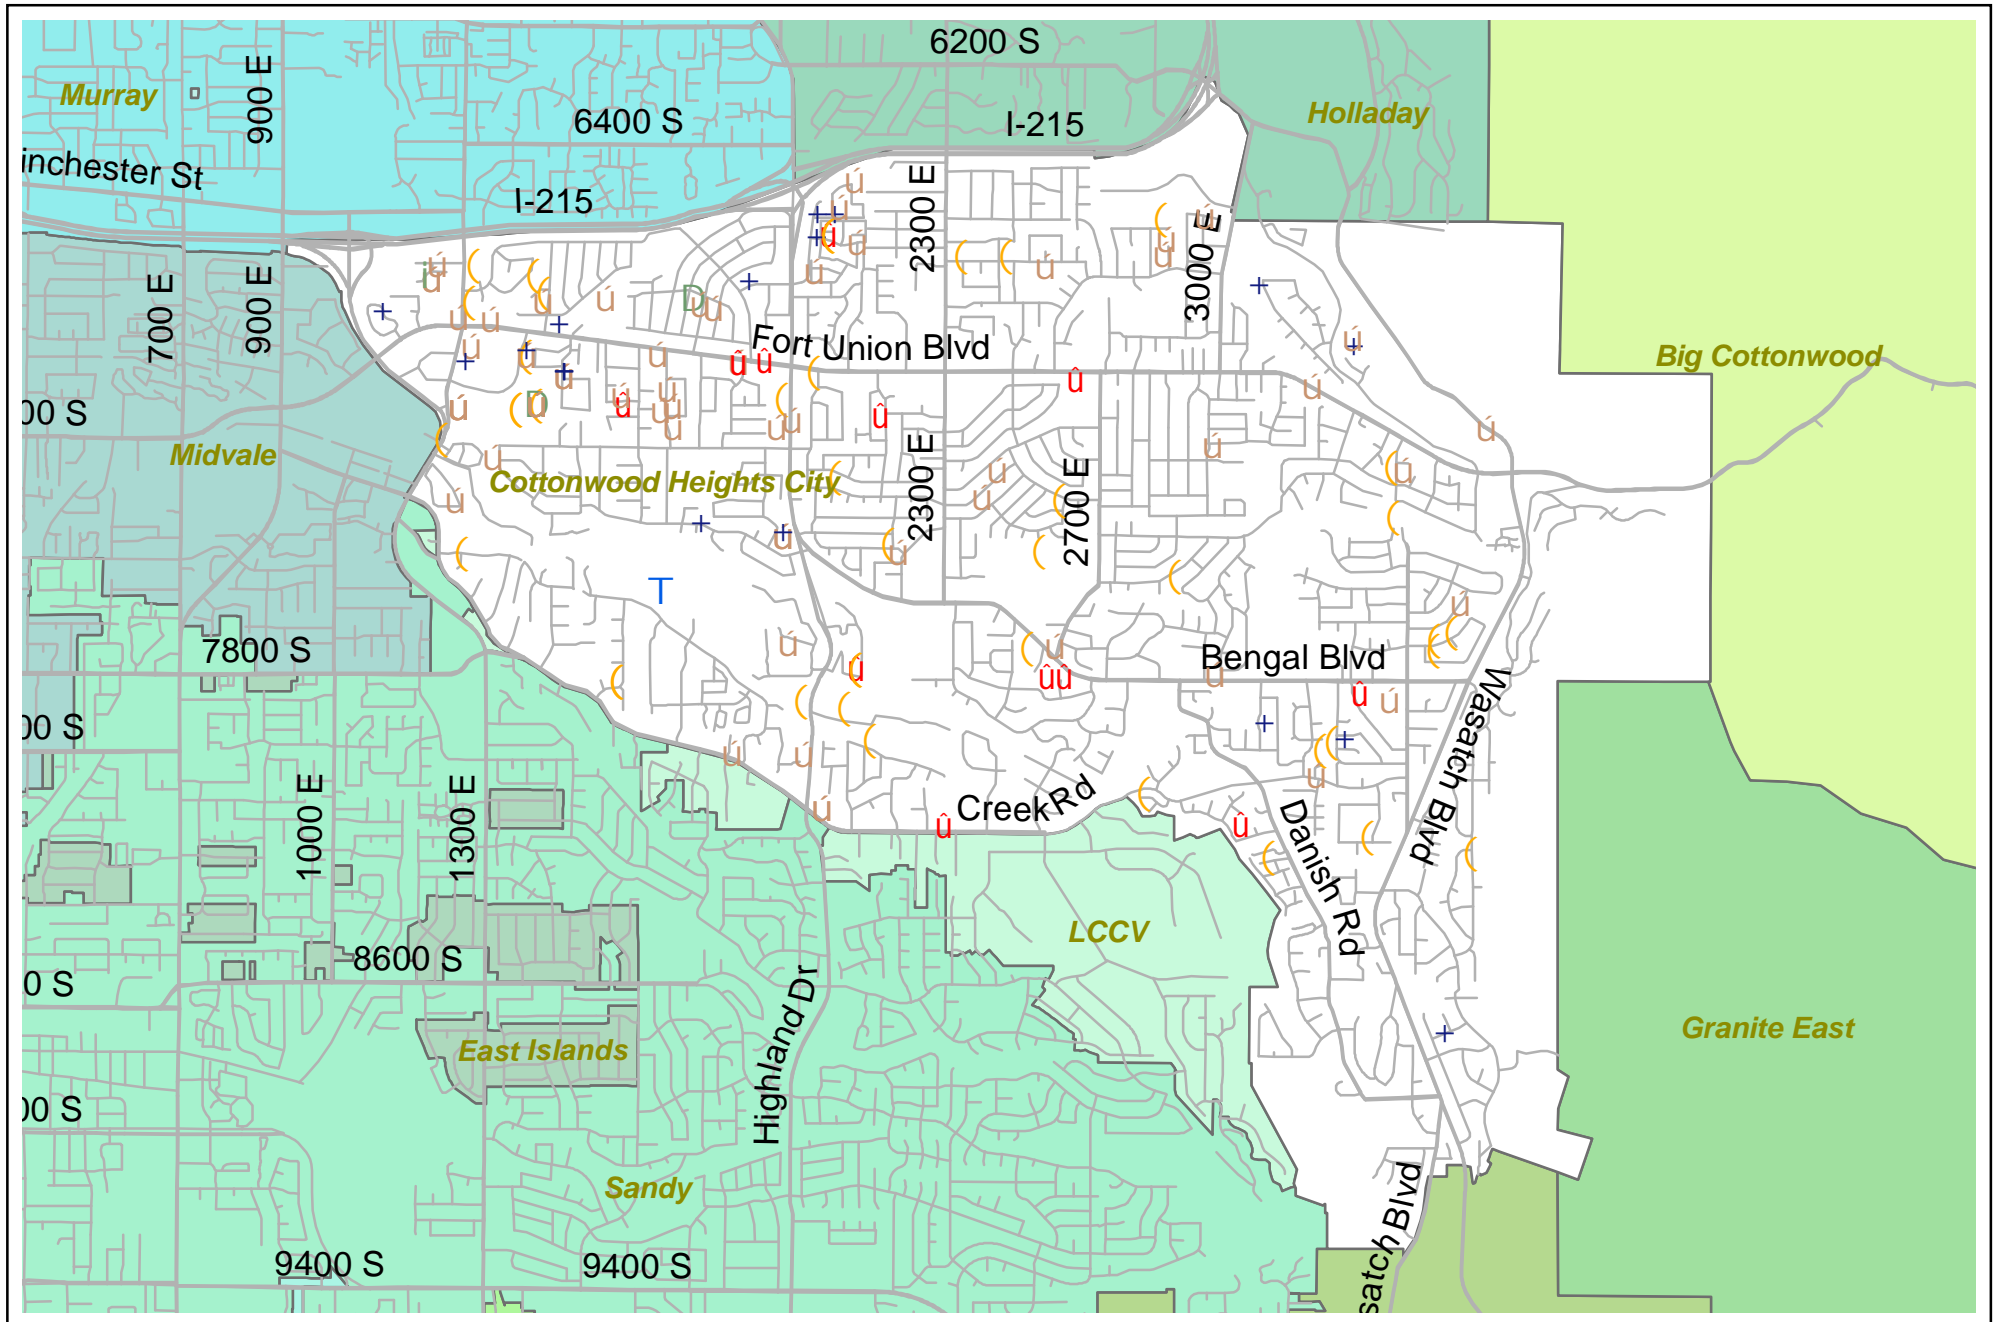 6200 S
Murray
900 E
Holladay
6400 S
I-215
inchester St
I-215
2300 E
3000 E
700 E
900 E
Fort Union Blvd
Big Cottonwood
00 S
Midvale
Cottonwood Heights City
2300 E
2700 E
T
7800 S
Bengal Blvd
00 S
Wasatch Blvd
1000 E
1300 E
Creek Rd
Danish Rd
LCCV
8600 S
0 S
Highland Dr
East Islands
Granite East
00 S
Sandy
satch Blvd
9400 S
9400 S